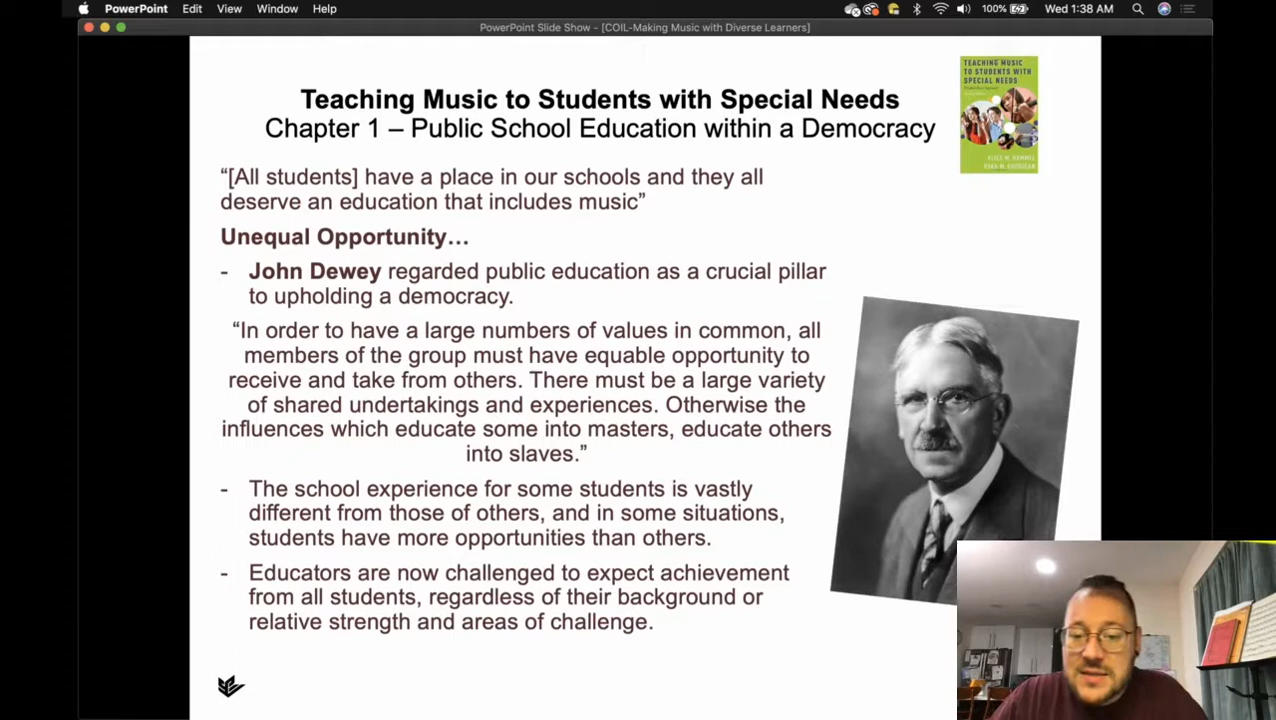 PowerPoint Edit View Window Help 100% Wed 1:38 AM
PowerPoint Slide Show - [COIL-Making Music with Diverse Learners]
Teaching Music to Students with Special Needs
Chapter 1 – Public School Education within a Democracy
TEACHING MUSIC
TO STUDENTS WITH
SPECIAL NEEDS
“[All students] have a place in our schools and they all
deserve an education that includes music”
Unequal Opportunity…
- John Dewey regarded public education as a crucial pillar
to upholding a democracy.
“In order to have a large numbers of values in common, all
members of the group must have equable opportunity to
receive and take from others. There must be a large variety
of shared undertakings and experiences. Otherwise the
influences which educate some into masters, educate others
into slaves.”
- The school experience for some students is vastly
different from those of others, and in some situations,
students have more opportunities than others.
- Educators are now challenged to expect achievement
from all students, regardless of their background or
relative strength and areas of challenge.